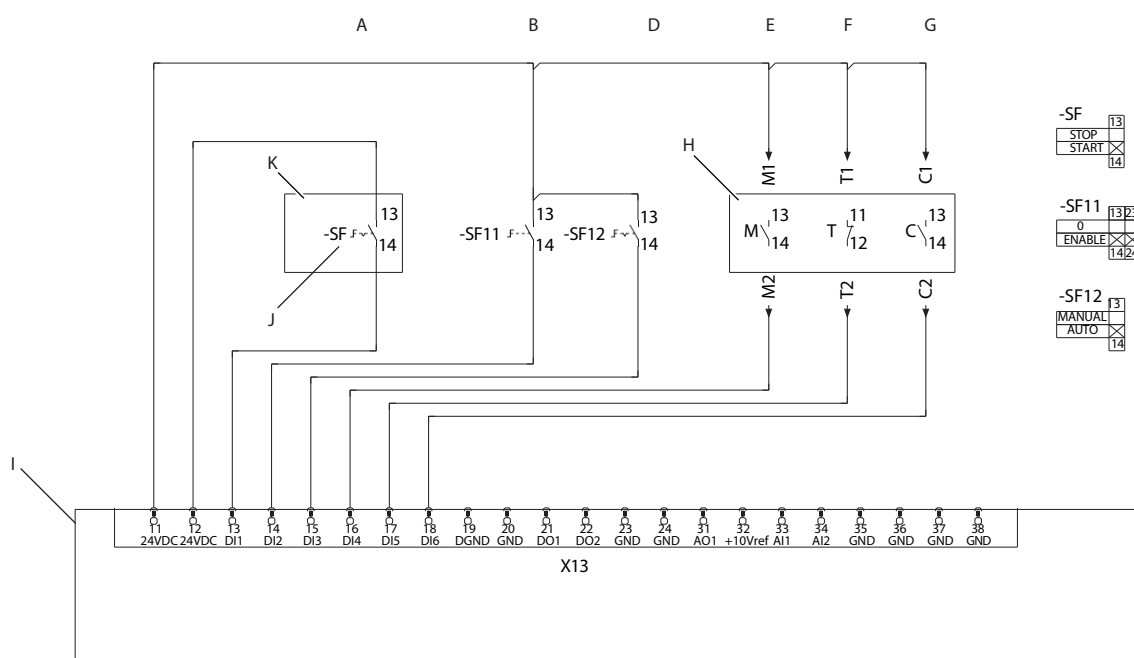 A B D E F G
-SF 13
STOP
START
14
K
H
M1 T1 C1
-SF11 13 23
0
ENABLE
14 24
13 13 13 13 11 13
-SF -SF11 -SF12 M T C
14 14 14 14 12 14
J
M2 T2 C2
-SF12 13
MANUAL
AUTO
14
I
11 12 13 14 15 16 17 18 19 20 21 22 23 24 31 32 33 34 35 36 37 38
24VDC 24VDC DI1 DI2 DI3 DI4 DI5 DI6 DGND GND DO1 DO2 GND GND AO1 +10Vref AI1 AI2 GND GND GND GND
X13